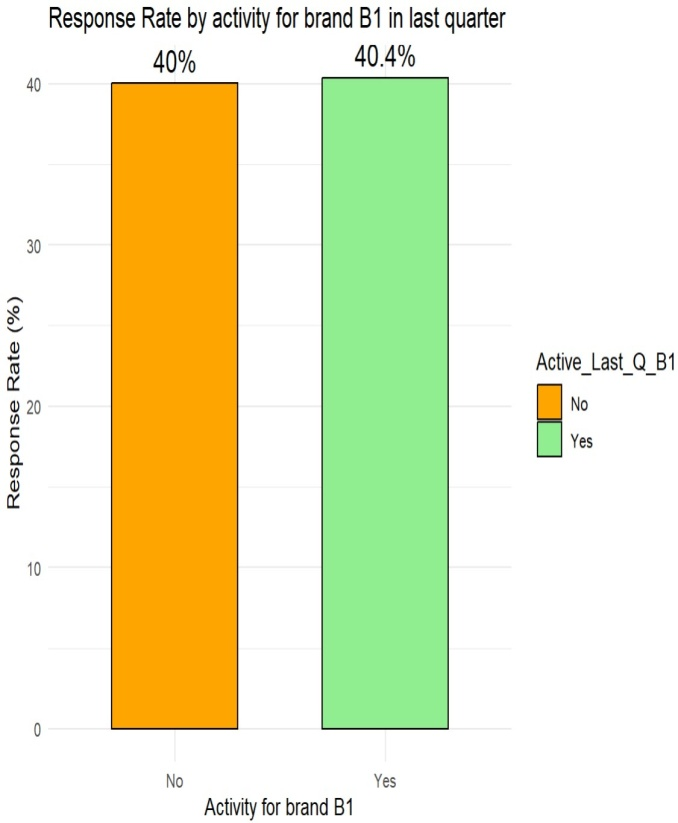 Response Rate by activity for brand B1 in last quarter
40%
40.4%
40
30
20
10
0
Response Rate (%)
No
Yes
Activity for brand B1
Active_Last_Q_B1
No
Yes